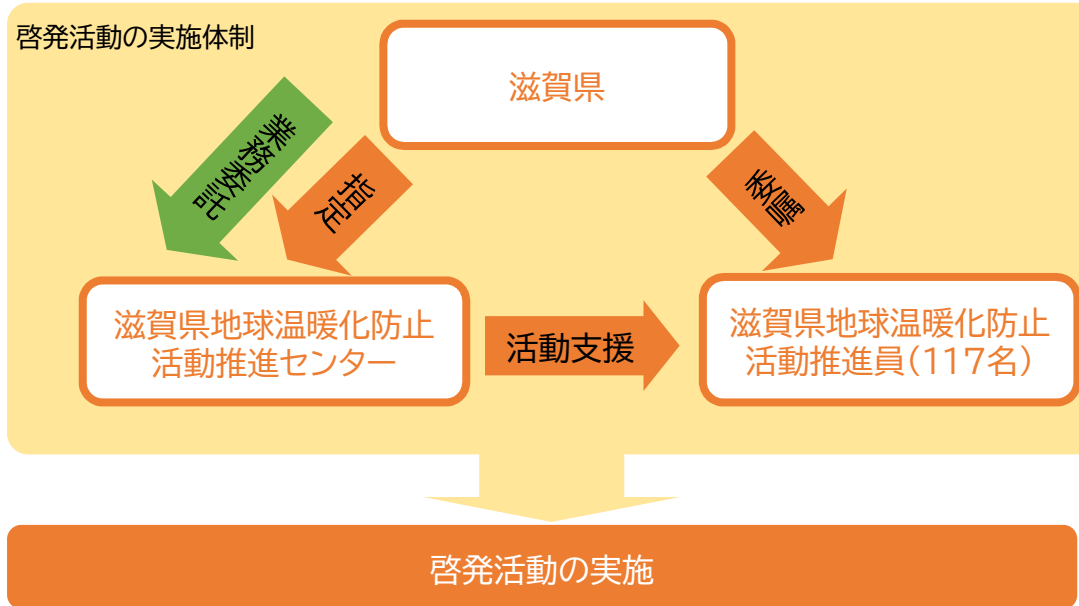 啓発活動の実施体制
滋賀県
業務委託
指定
委嘱
滋賀県地球温暖化防止
活動推進センター
活動支援
滋賀県地球温暖化防止
活動推進員(117名)
啓発活動の実施